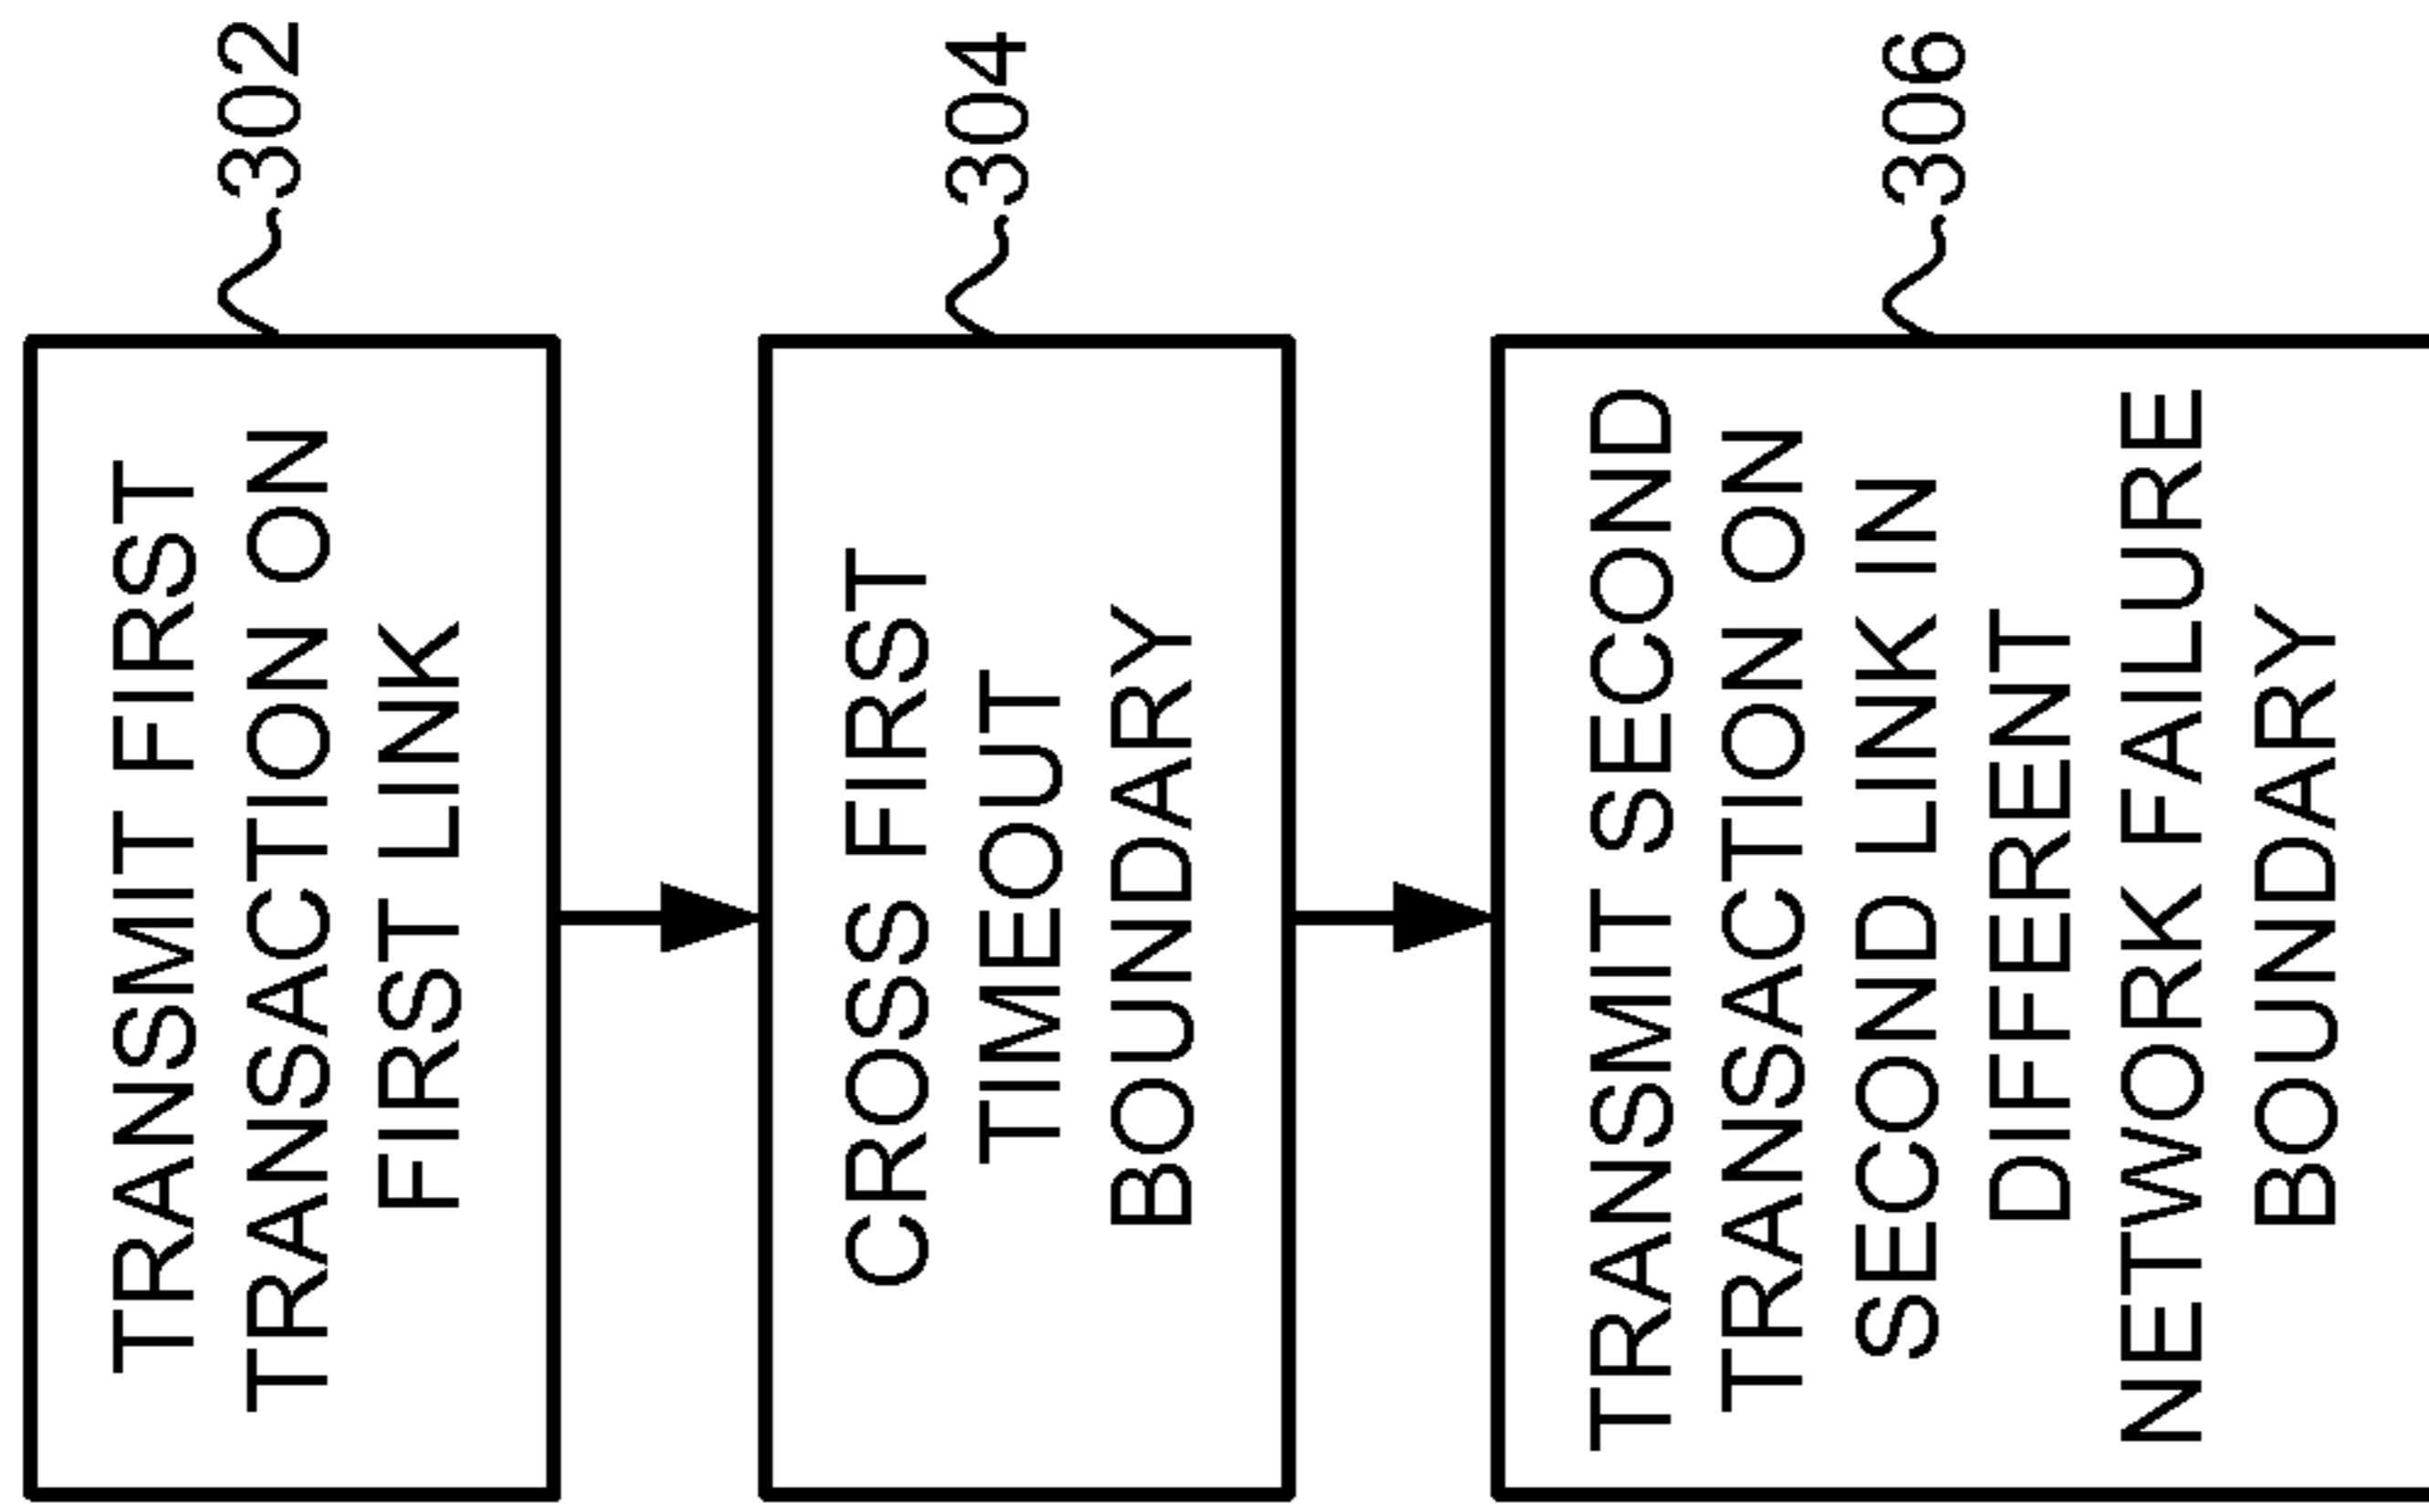 TRANSMIT FIRST
TRANSACTION ON
FIRST LINK
302
CROSS FIRST
TIMEOUT
BOUNDARY
304
TRANSMIT SECOND
TRANSACTION ON
SECOND LINK IN
DIFFERENT
NETWORK FAILURE
BOUNDARY
306